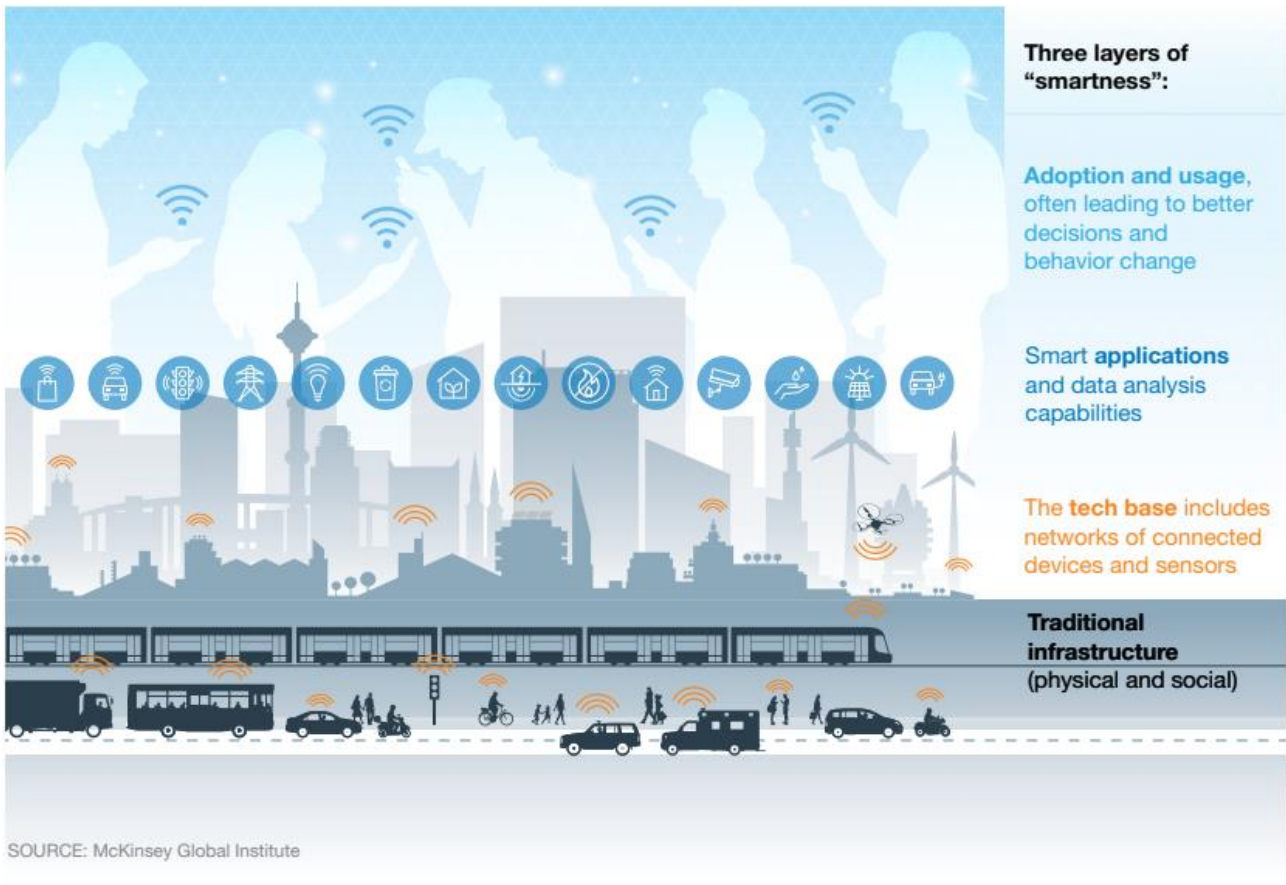 Three layers of
“smartness”:
Adoption and usage,
often leading to better
decisions and
behavior change
Smart applications
and data analysis
capabilities
The tech base includes
networks of connected
devices and sensors
Traditional
infrastructure
(physical and social)
SOURCE: McKinsey Global Institute